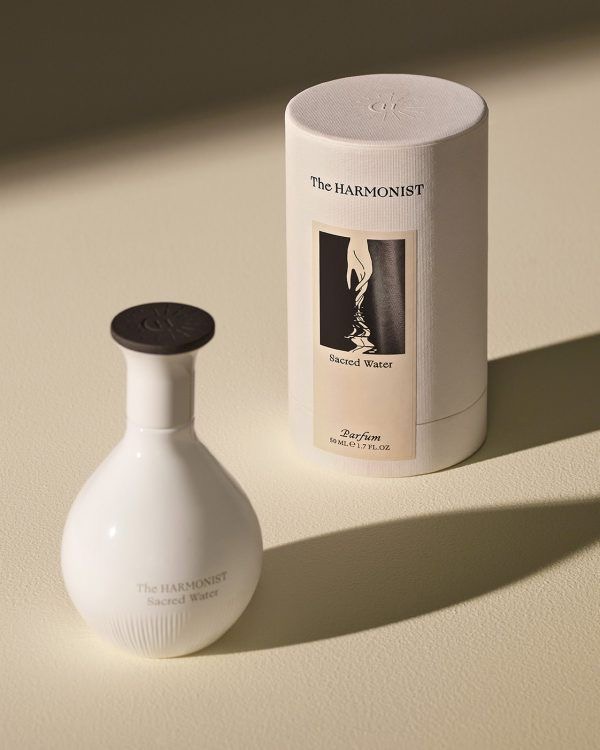 The HARMONIST
Sacred Water
Parfum
50 ML ℮ 1.7 FL.OZ
The HARMONIST
Sacred Water